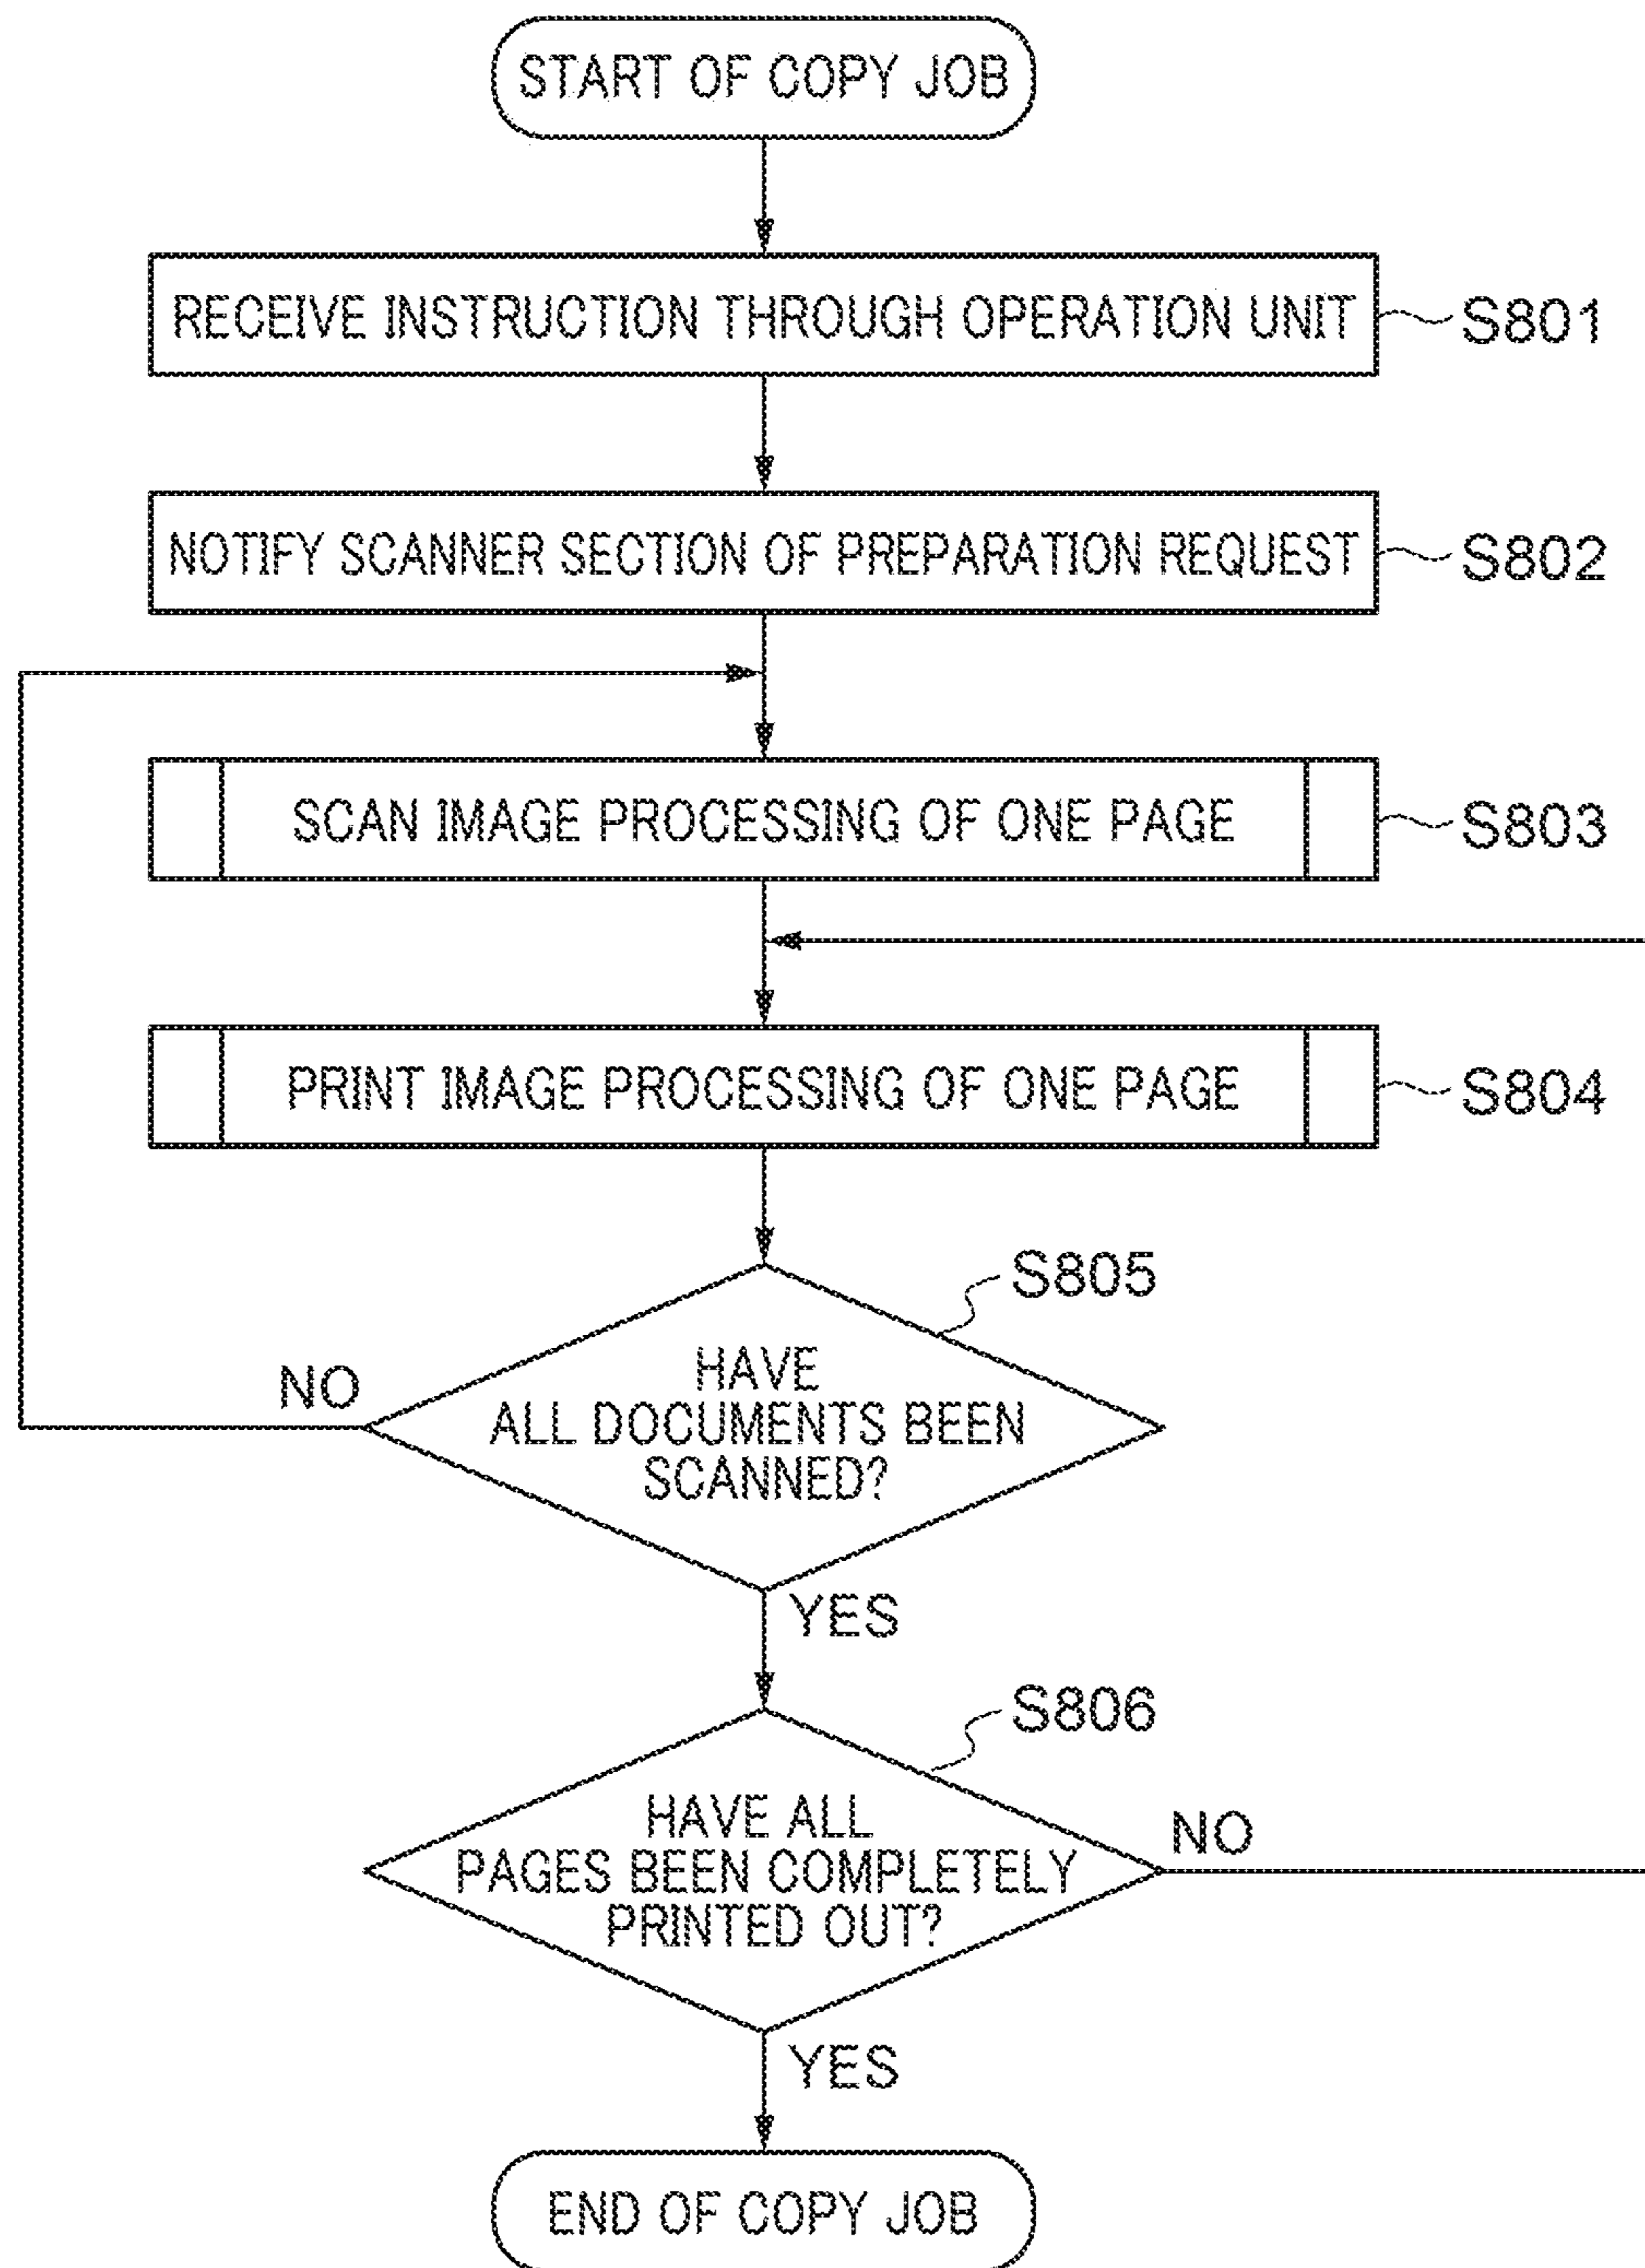 START OF COPY JOB
RECEIVE INSTRUCTION THROUGH OPERATION UNIT
S801
NOTIFY SCANNER SECTION OF PREPARATION REQUEST
S802
SCAN IMAGE PROCESSING OF ONE PAGE
S803
PRINT IMAGE PROCESSING OF ONE PAGE
S804
S805
HAVE
ALL DOCUMENTS BEEN
SCANNED?
NO
YES
S806
HAVE ALL
PAGES BEEN COMPLETELY
PRINTED OUT?
NO
YES
END OF COPY JOB